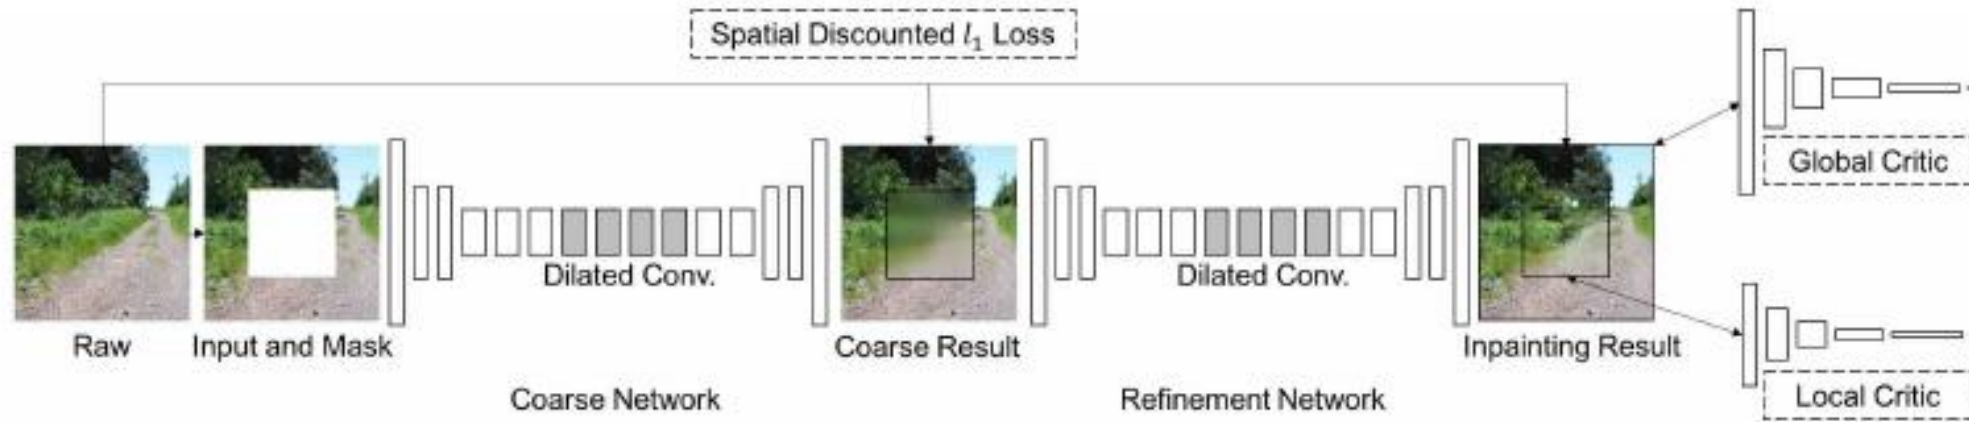 Spatial Discounted l₁ Loss
Global Critic
Dilated Conv.
Dilated Conv.
Raw
Input and Mask
Coarse Result
Inpainting Result
Coarse Network
Refinement Network
Local Critic